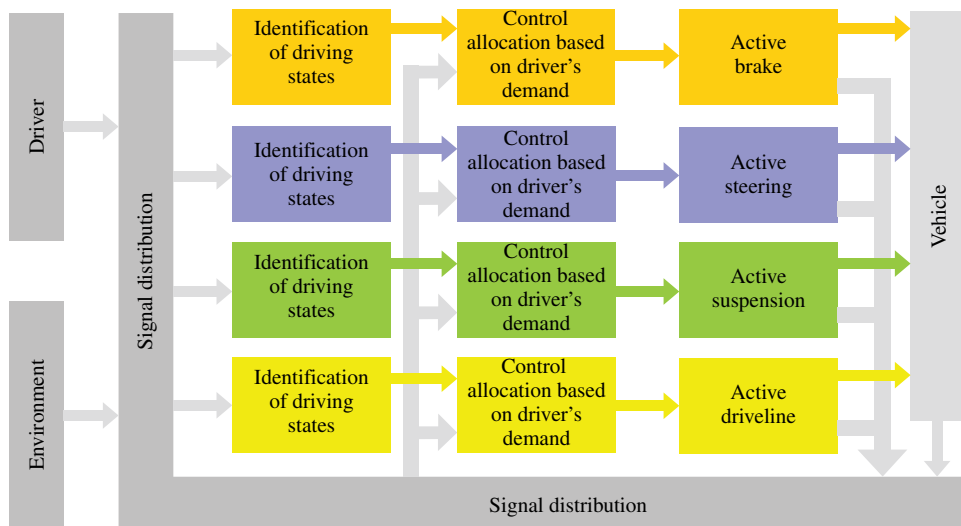 Driver
Environment
Signal distribution
Identification
of driving
states
Control
allocation based
on driver's
demand
Active
brake
Identification
of driving
states
Control
allocation based
on driver's
demand
Active
steering
Identification
of driving
states
Control
allocation based
on driver's
demand
Active
suspension
Identification
of driving
states
Control
allocation based
on driver's
demand
Active
driveline
Vehicle
Signal distribution